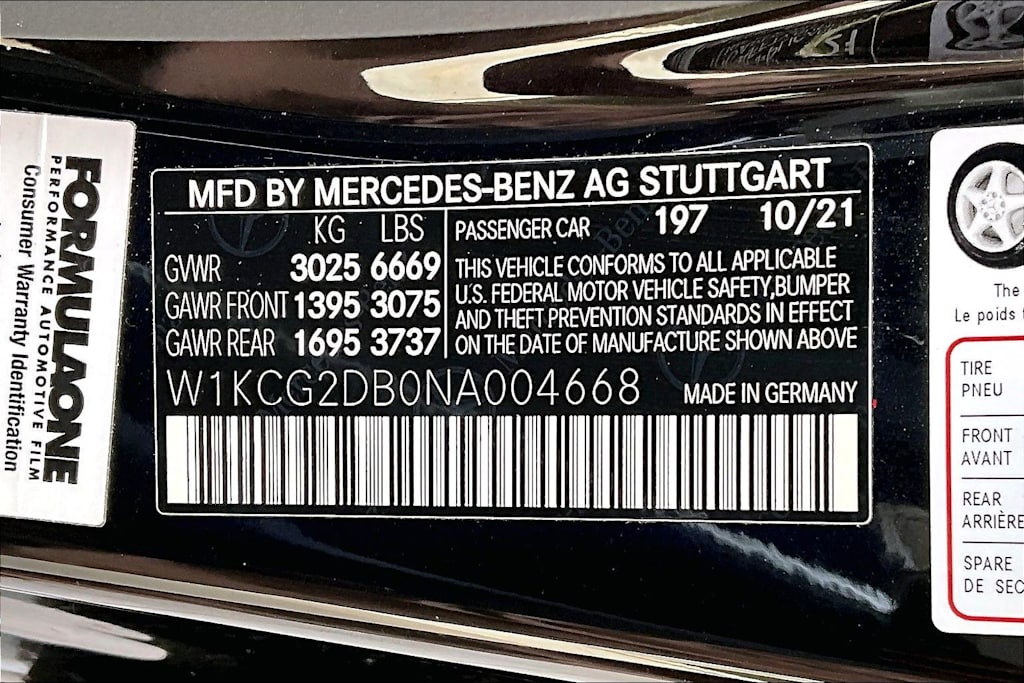 FORMULAONE
PERFORMANCE AUTOMOTIVE FILM
Consumer Warranty Identification
MFD BY MERCEDES-BENZ AG STUTTGART
KG LBS
GVWR 3025 6669
GAWR FRONT 1395 3075
GAWR REAR 1695 3737
PASSENGER CAR 197 10/21
THIS VEHICLE CONFORMS TO ALL APPLICABLE
U.S. FEDERAL MOTOR VEHICLE SAFETY,BUMPER
AND THEFT PREVENTION STANDARDS IN EFFECT
ON THE DATE OF MANUFACTURE SHOWN ABOVE
W1KCG2DB0NA004668 MADE IN GERMANY
The
Le poids
TIRE
PNEU
FRONT
AVANT
REAR
ARRIÈRE
SPARE
DE